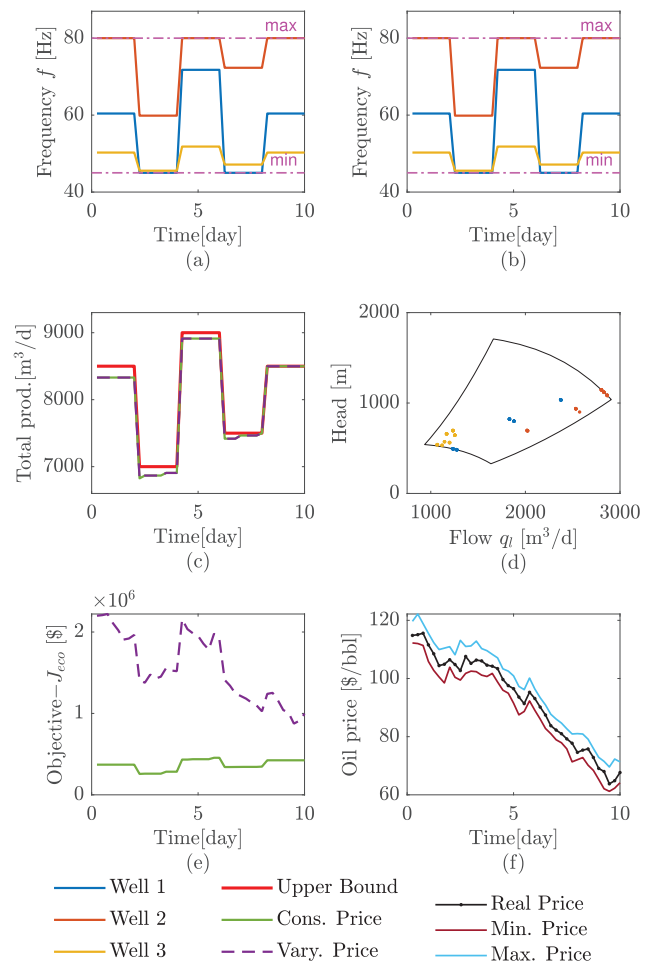 Frequency f [Hz]
80
60
40
max
min
0
5
10
Time[day]
(a)
Frequency f [Hz]
80
60
40
max
min
0
5
10
Time[day]
(b)
Total prod.[m³/d]
9000
8000
7000
0
5
10
Time[day]
(c)
Head [m]
2000
1000
0
1000
2000
3000
Flow qₗ [m³/d]
(d)
Objective−J_eco [$]
×10⁶
2
1
0
0
5
10
Time[day]
(e)
Oil price [$/bbl]
120
100
80
60
0
5
10
Time[day]
(f)
Well 1
Well 2
Well 3
Upper Bound
Cons. Price
Vary. Price
Real Price
Min. Price
Max. Price